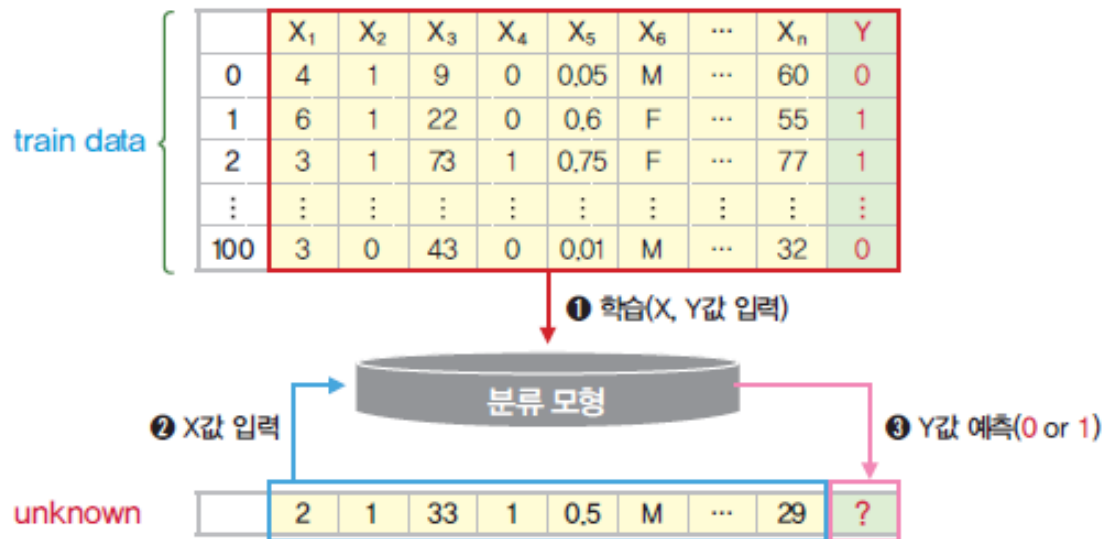 X₁ X₂ X₃ X₄ X₅ X₆ ⋯ Xₙ Y
0 4 1 9 0 0.05 M ⋯ 60 0
1 6 1 22 0 0.6 F ⋯ 55 1
train data
2 3 1 73 1 0.75 F ⋯ 77 1
⋮ ⋮ ⋮ ⋮ ⋮ ⋮ ⋮ ⋮ ⋮ ⋮
100 3 0 43 0 0.01 M ⋯ 32 0
❶ 학습(X, Y값 입력)
분류 모형
❷ X값 입력
❸ Y값 예측(0 or 1)
unknown 2 1 33 1 0.5 M ⋯ 29 ?